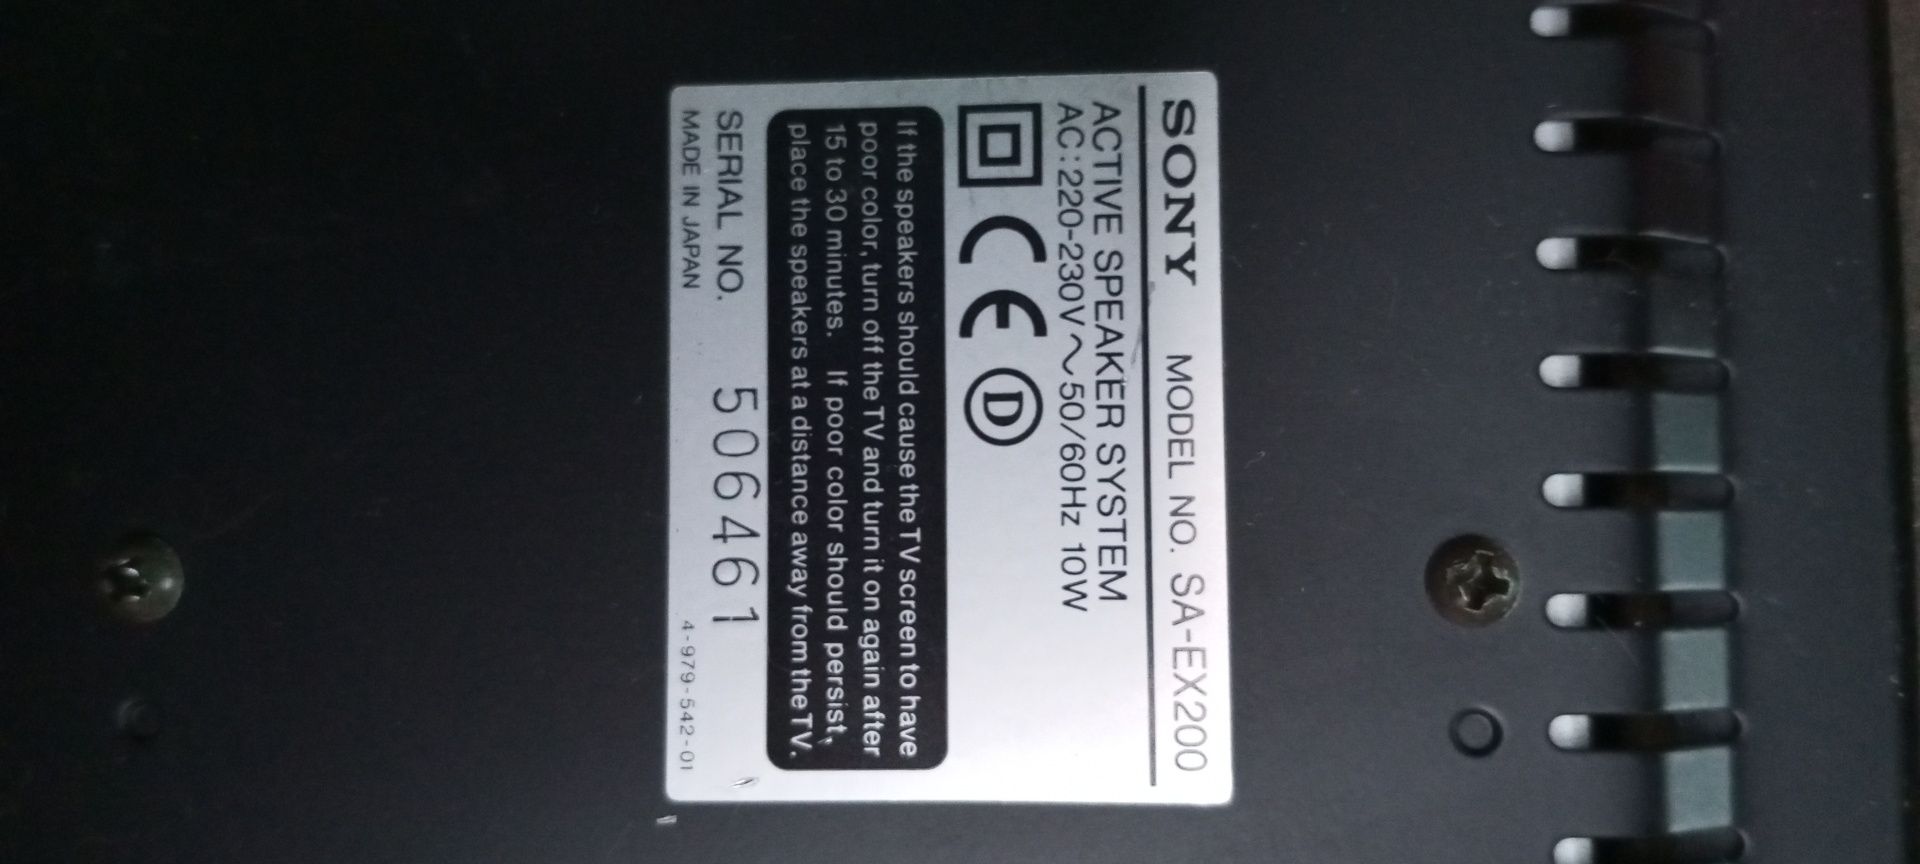 SONY MODEL NO. SA-EX200
ACTIVE SPEAKER SYSTEM
AC:220-230V~50/60Hz 10W
CE D
If the speakers should cause the TV screen to have
poor color, turn off the TV and turn it on again after
15 to 30 minutes. If poor color should persist,
place the speakers at a distance away from the TV.
SERIAL NO. 506461
MADE IN JAPAN 4-979-542-01